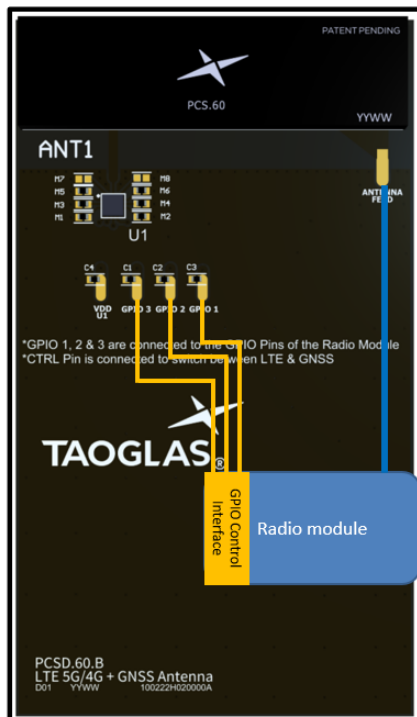 PATENT PENDING
PCS.60
YYWW
ANT1
M7 M8
M5 M6
M3 M4
M1 M2
U1
ANTENNA
FEED
C4 C1 C2 C3
VDD GPIO 3 GPIO 2 GPIO 1
U1
*GPIO 1, 2 & 3 are connected to the GPIO Pins of the Radio Module
*CTRL Pin is connected to switch between LTE & GNSS
TAOGLAS®
GPIO Control
Interface
Radio module
PCSD.60.B
LTE 5G/4G + GNSS Antenna
D01 YYWW 100222H020000A